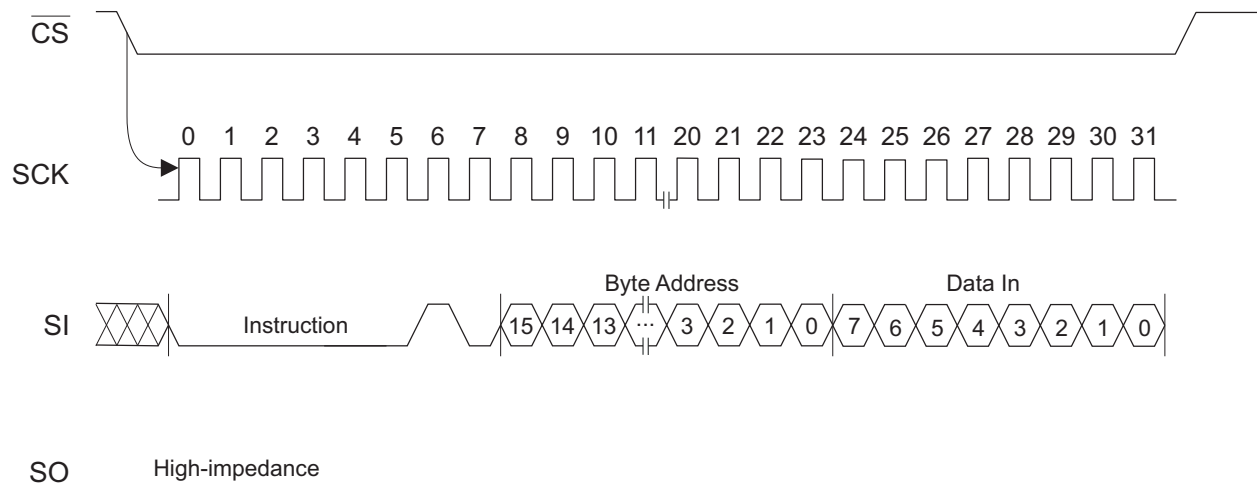 CS
0 1 2 3 4 5 6 7 8 9 10 11 20 21 22 23 24 25 26 27 28 29 30 31
SCK
Byte Address Data In
SI Instruction 15 14 13 ... 3 2 1 0 7 6 5 4 3 2 1 0
SO High-impedance